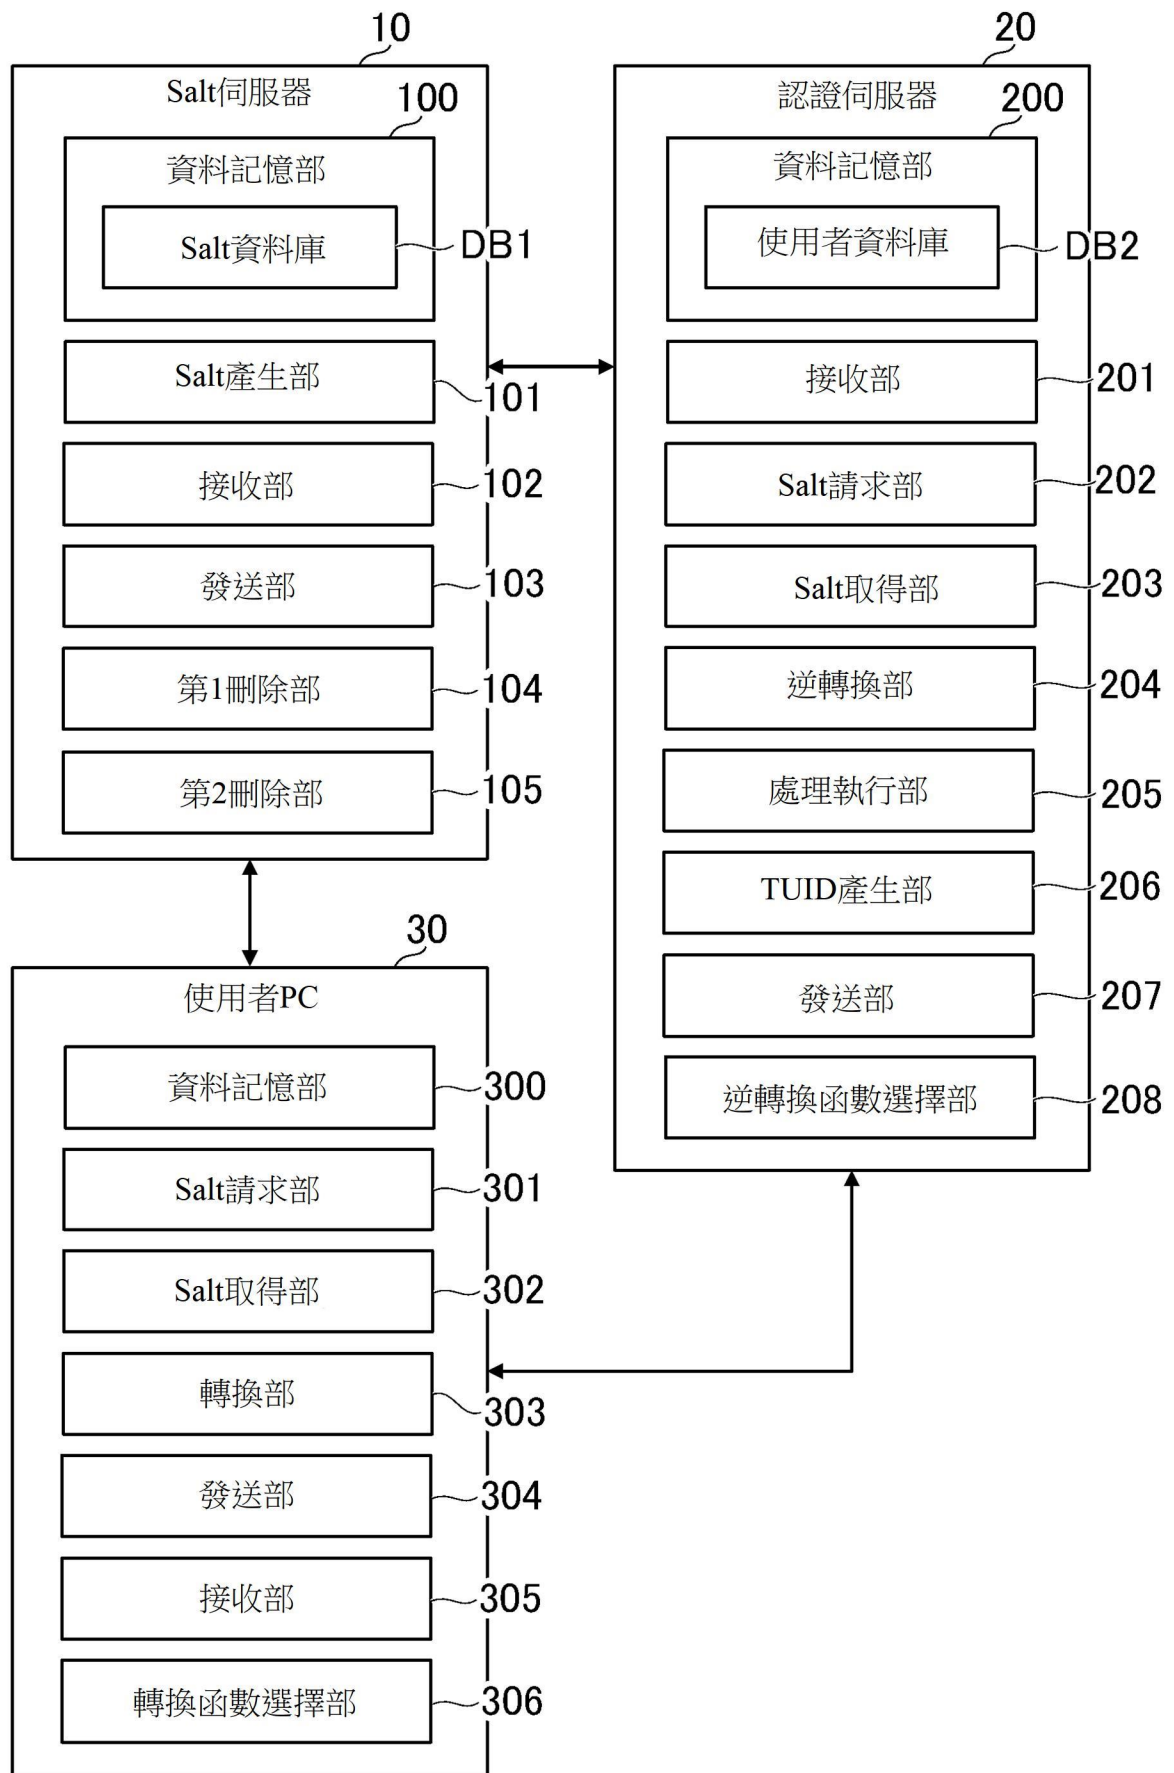 10
Salt伺服器
100
資料記憶部
Salt資料庫
DB1
Salt產生部
101
接收部
102
發送部
103
第1刪除部
104
第2刪除部
105
20
認證伺服器
200
資料記憶部
使用者資料庫
DB2
接收部
201
Salt請求部
202
Salt取得部
203
逆轉換部
204
處理執行部
205
TUID產生部
206
發送部
207
逆轉換函數選擇部
208
30
使用者PC
資料記憶部
300
Salt請求部
301
Salt取得部
302
轉換部
303
發送部
304
接收部
305
轉換函數選擇部
306